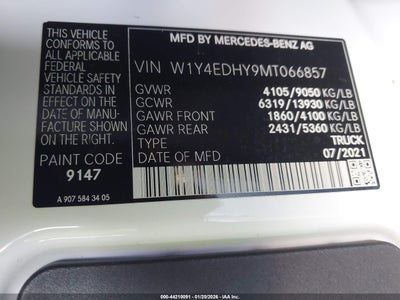 THIS VEHICLE
CONFORMS TO
ALL APPLICABLE
FEDERAL MOTOR
VEHICLE SAFETY
STANDARDS IN
EFFECT ON THE
DATE OF MANU-
FACTURE SHOWN
ON THE RIGHT.
PAINT CODE
9147
A 907 584 34 05
MFD BY MERCEDES-BENZ AG
VIN W1Y4EDHY9MT066857
GVWR 4105/9050 KG/LB
GCWR 6319/13930 KG/LB
GAWR FRONT 1860/4100 KG/LB
GAWR REAR 2431/5360 KG/LB
TYPE TRUCK
DATE OF MFD 07/2021
000-44210091 - 01/20/2026 - IAAI.COM